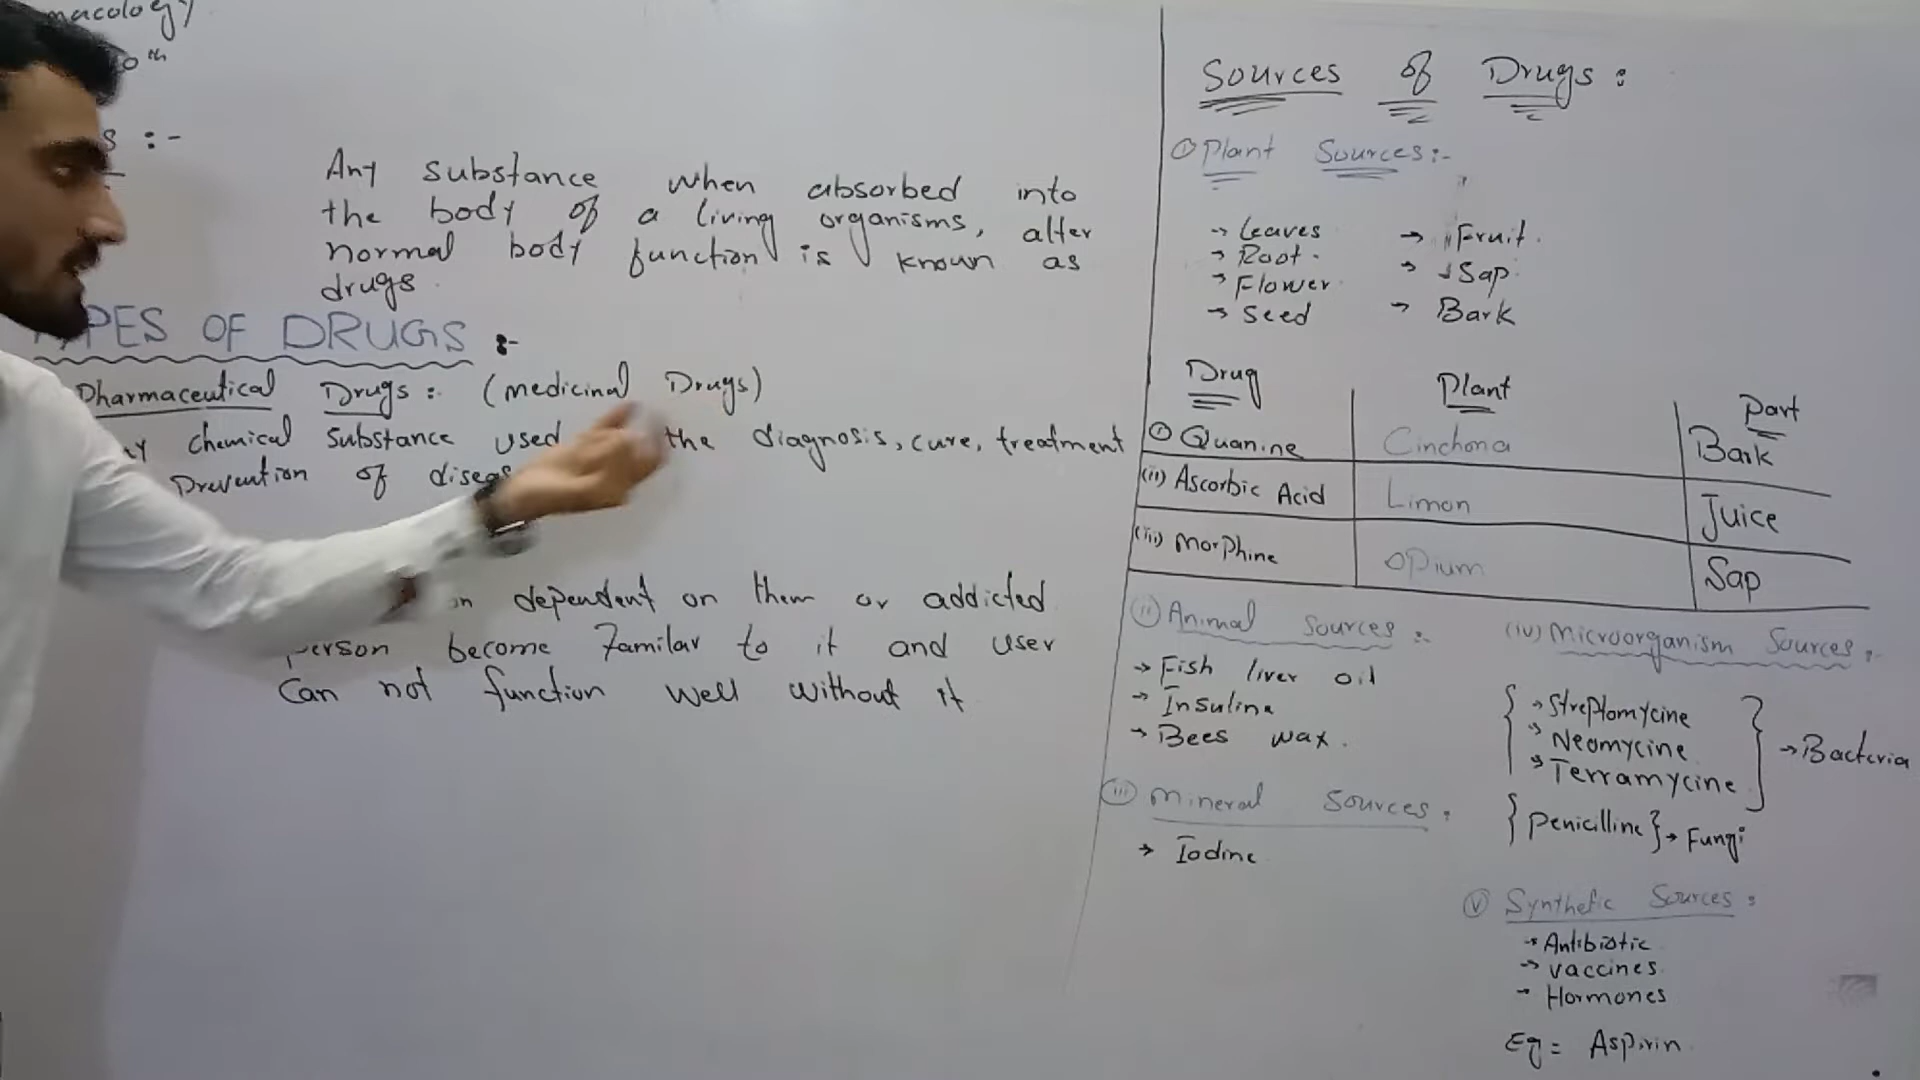 th
:-
Any substance when absorbed into
the body of a living organisms, alter
normal body function is known as
drugs.
OF DRUGS :-
Pharmaceutical Drugs :. (medicinal Drugs)
chemical substance used the diagnosis, cure, treatment
Prevention of
dependent on them or addicted
person become Familar to it and user
Can not function well without it
Sources of Drugs :
(i) Plant Sources :-
→ Leaves → Fruit.
→ Root. → Sap.
→ Flower
→ Seed → Bark
Drug Plant Part
(i) Quanine Cinchona Bark
(ii) Ascorbic Acid Limon Juice
(iii) Morphine Opium Sap
(ii) Animal Sources :-
→ Fish liver oil
→ Insuline
→ Bees wax.
(iii) Mineral Sources :
→ Iodine
(iv) Microorganism Sources :-
{ → Streptomycine
→ Neomycine } → Bacteria
→ Terramycine
{ Penicilline } → Fungi
(v) Synthetic Sources :
→ Antibiotic
→ Vaccines
→ Hormones
Eg = Aspirin